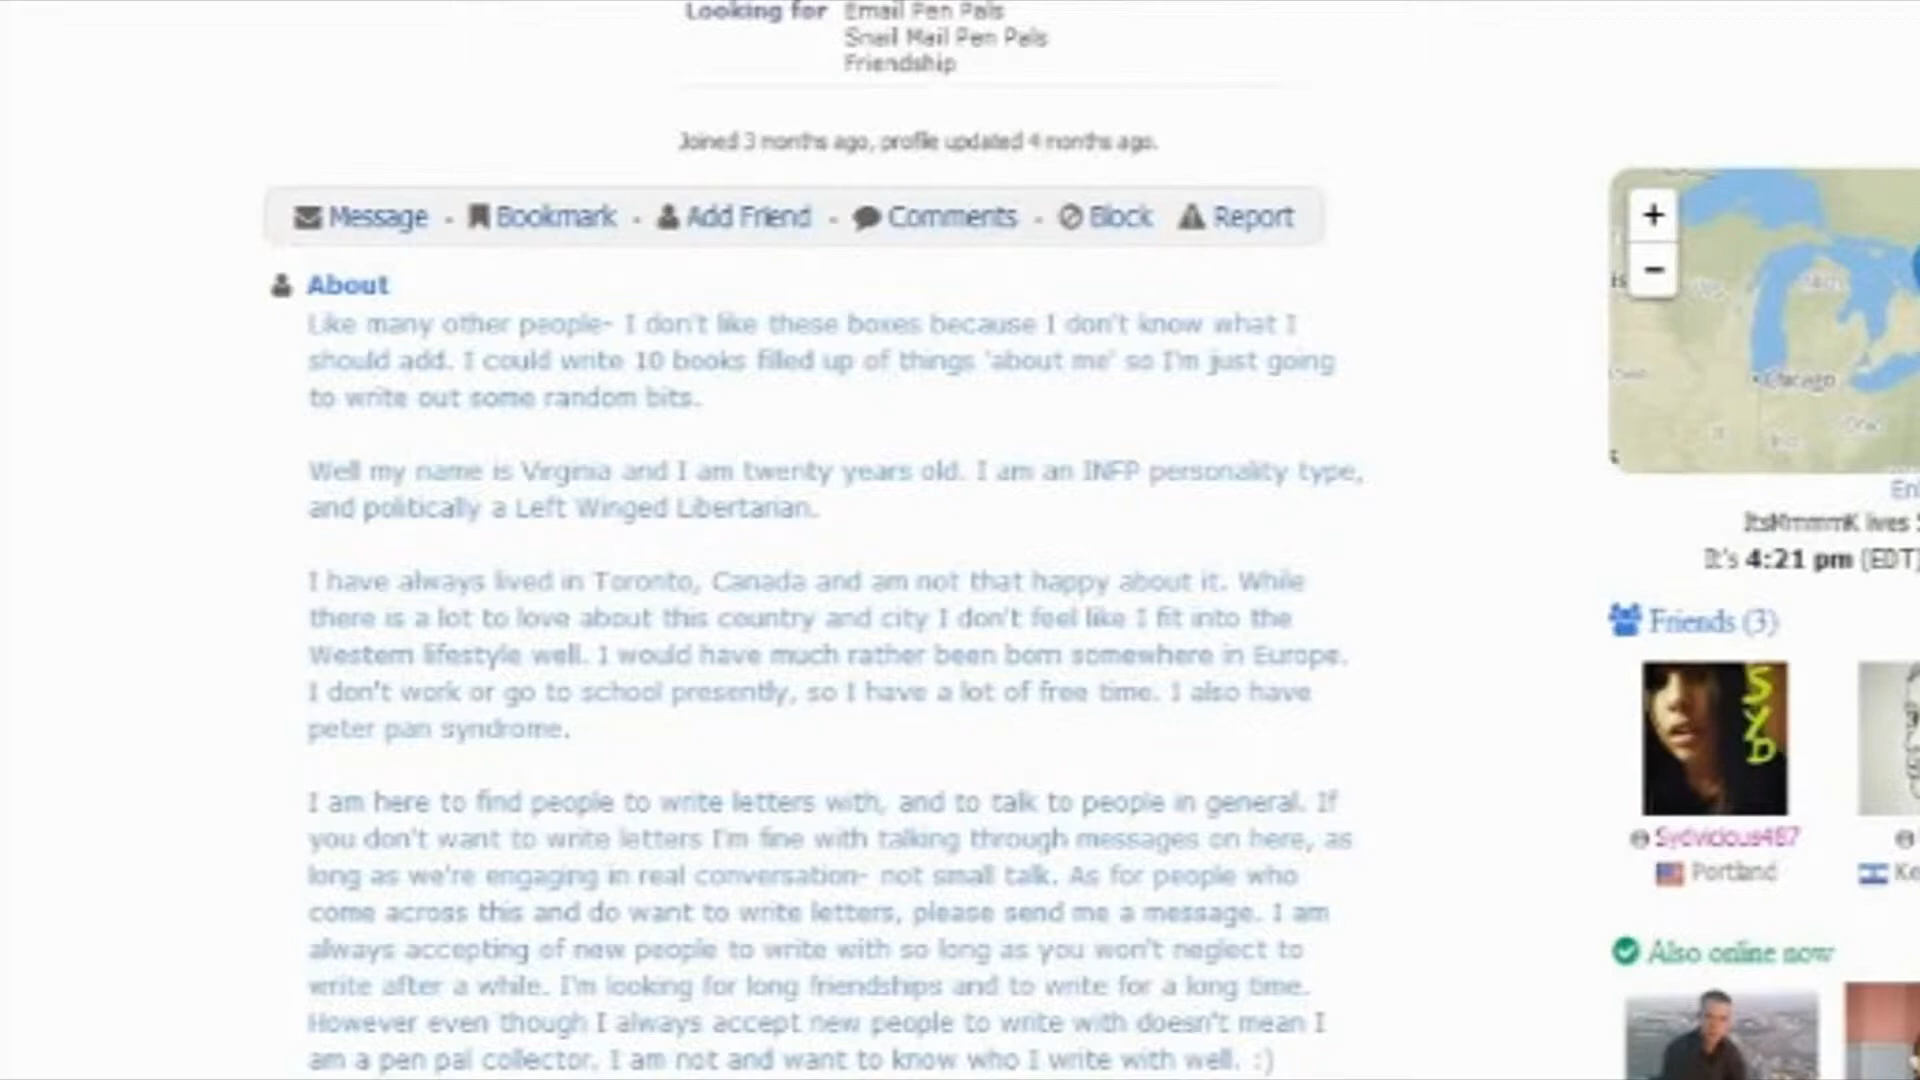 Looking for Email Pen Pals
Snail Mail Pen Pals
Friendship
Joined 3 months ago, profile updated 4 months ago.
Message - Bookmark - Add Friend - Comments - Block Report
About
Like many other people- I don't like these boxes because I don't know what I
should add. I could write 10 books filled up of things 'about me' so I'm just going
to write out some random bits.
Well my name is Virginia and I am twenty years old. I am an INFP personality type,
and politically a Left Winged Libertarian.
I have always lived in Toronto, Canada and am not that happy about it. While
there is a lot to love about this country and city I don't feel like I fit into the
Western lifestyle well. I would have much rather been born somewhere in Europe.
I don't work or go to school presently, so I have a lot of free time. I also have
peter pan syndrome.
I am here to find people to write letters with, and to talk to people in general. If
you don't want to write letters I'm fine with talking through messages on here, as
long as we're engaging in real conversation- not small talk. As for people who
come across this and do want to write letters, please send me a message. I am
always accepting of new people to write with so long as you won't neglect to
write after a while. I'm looking for long friendships and to write for a long time.
However even though I always accept new people to write with doesn't mean I
am a pen pal collector. I am not and want to know who I write with well. :)
+
−
Chicago
lives
It's 4:21 pm (EDT)
Friends (3)
SYD
Sydvicious487
Portland
Also online now